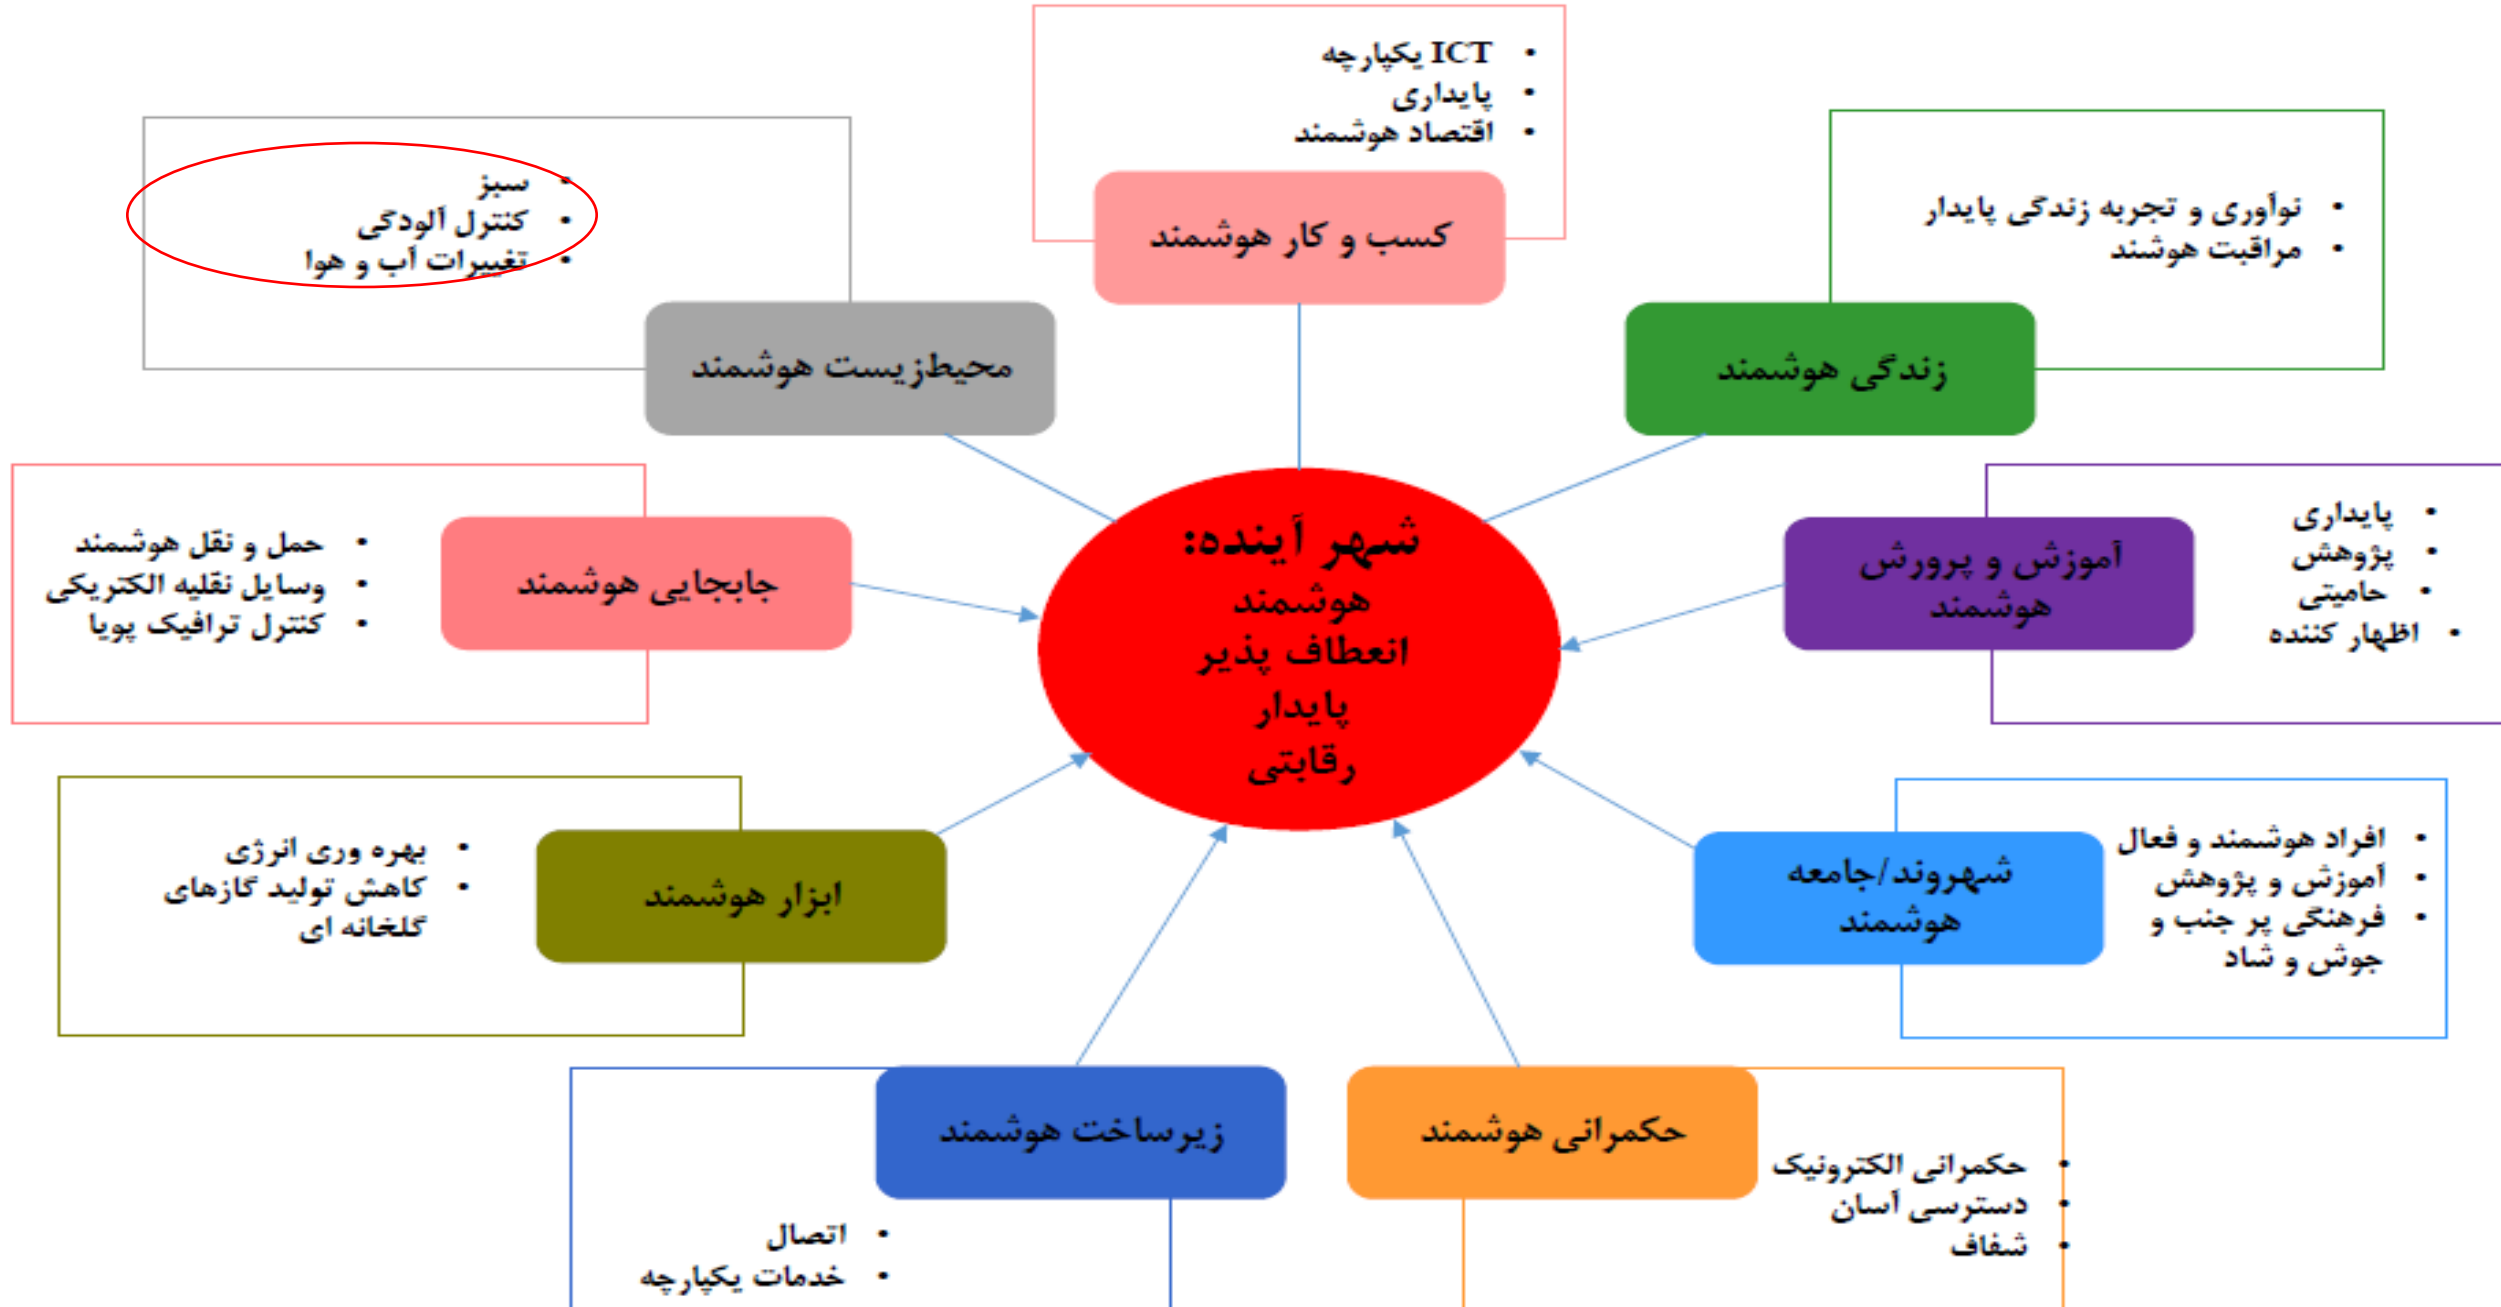 • ICT یکپارچه
• پایداری
• اقتصاد هوشمند
کسب و کار هوشمند
• نوآوری و تجربه زندگی پایدار
• مراقبت هوشند
زندگی هوشمند
• سبز
• کنترل آلودگی
• تغییرات آب و هوا
محیط‌زیست هوشمند
• پایداری
• پژوهش
• حامیتی
• اظهار کننده
آموزش و پرورش
هوشمند
شهر آینده:
هوشمند
انعطاف پذیر
پایدار
رقابتی
جابجایی هوشمند
• حمل و نقل هوشمند
• وسایل نقلیه الکتریکی
• کنترل ترافیک پویا
• افراد هوشمند و فعال
• آموزش و پژوهش
• فرهنگی پر جنب و
جوش و شاد
شهروند/جامعه
هوشمند
ابزار هوشمند
• بهره وری انرژی
• کاهش تولید گازهای
گلخانه ای
حکمرانی هوشمند
• حکمرانی الکترونیک
• دسترسی آسان
• شفاف
زیرساخت هوشمند
• اتصال
• خدمات یکپارچه